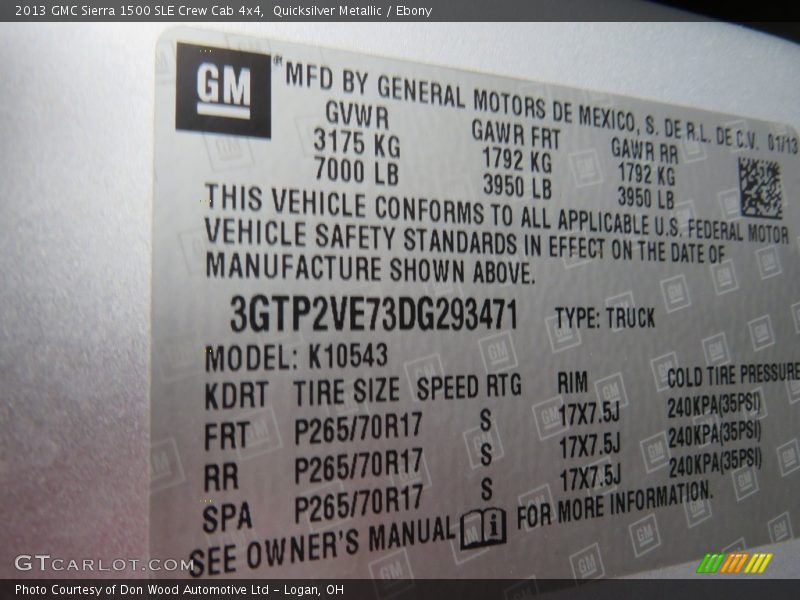 2013 GMC Sierra 1500 SLE Crew Cab 4x4, Quicksilver Metallic / Ebony
GM
MFD BY GENERAL MOTORS DE MEXICO, S. DE R.L. DE C.V. 01/13
GVWR GAWR FRT GAWR RR
3175 KG 1792 KG 1792 KG
7000 LB 3950 LB 3950 LB
THIS VEHICLE CONFORMS TO ALL APPLICABLE U.S. FEDERAL MOTOR
VEHICLE SAFETY STANDARDS IN EFFECT ON THE DATE OF
MANUFACTURE SHOWN ABOVE.
3GTP2VE73DG293471 TYPE: TRUCK
MODEL: K10543
KDRT TIRE SIZE SPEED RTG RIM COLD TIRE PRESSURE
FRT P265/70R17 S 17X7.5J 240KPA(35PSI)
RR P265/70R17 S 17X7.5J 240KPA(35PSI)
SPA P265/70R17 S 17X7.5J 240KPA(35PSI)
SEE OWNER'S MANUAL i FOR MORE INFORMATION.
GTCARLOT.COM
Photo Courtesy of Don Wood Automotive Ltd - Logan, OH